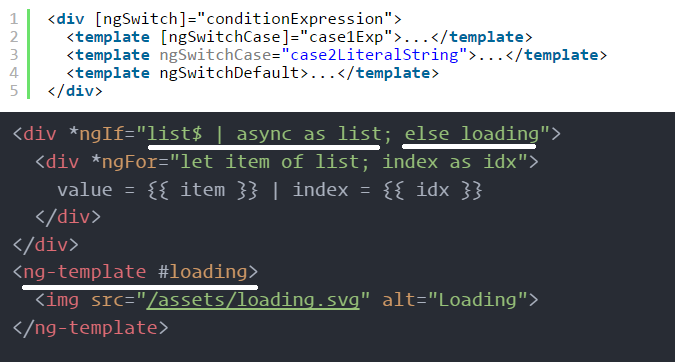 1 <div [ngSwitch]="conditionExpression">
2 <template [ngSwitchCase]="case1Exp">...</template>
3 <template ngSwitchCase="case2LiteralString">...</template>
4 <template ngSwitchDefault>...</template>
5 </div>
<div *ngIf="list$ | async as list; else loading">
<div *ngFor="let item of list; index as idx">
value = {{ item }} | index = {{ idx }}
</div>
</div>
<ng-template #loading>
<img src="/assets/loading.svg" alt="Loading">
</ng-template>